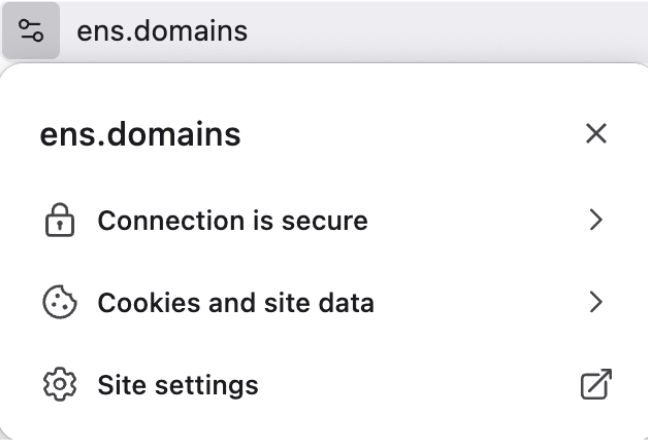 ens.domains
ens.domains
Connection is secure
Cookies and site data
Site settings